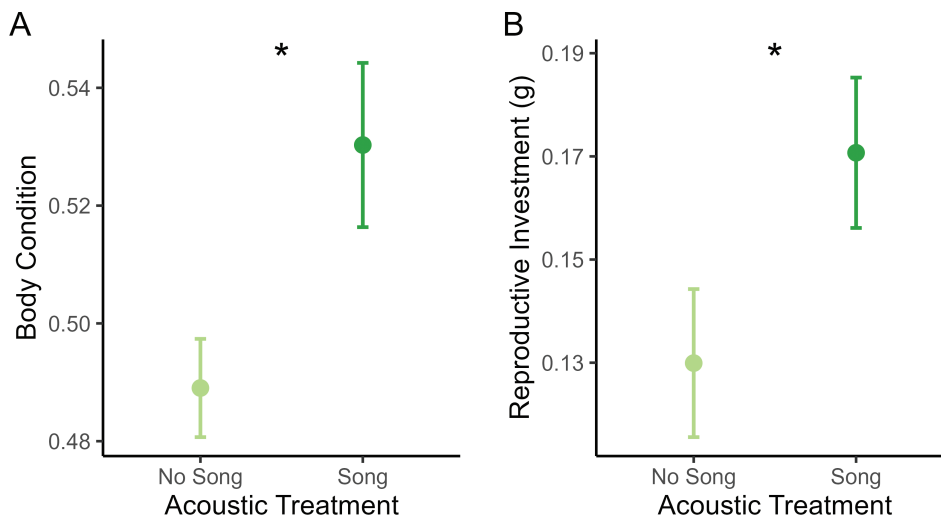 A
*
0.54
0.52
0.50
0.48
Body Condition
No Song
Song
Acoustic Treatment
B
*
0.19
0.17
0.15
0.13
Reproductive Investment (g)
No Song
Song
Acoustic Treatment